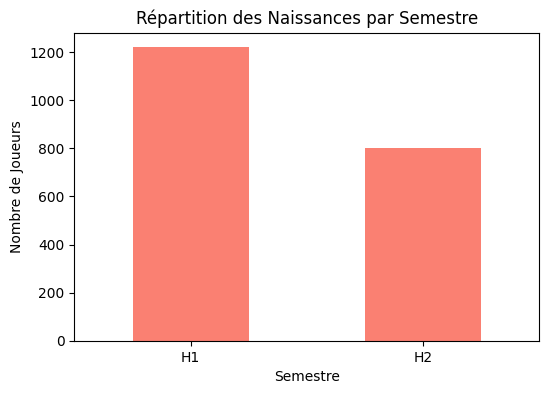 Répartition des Naissances par Semestre
Nombre de Joueurs
1200
1000
800
600
400
200
0
H1 H2
Semestre